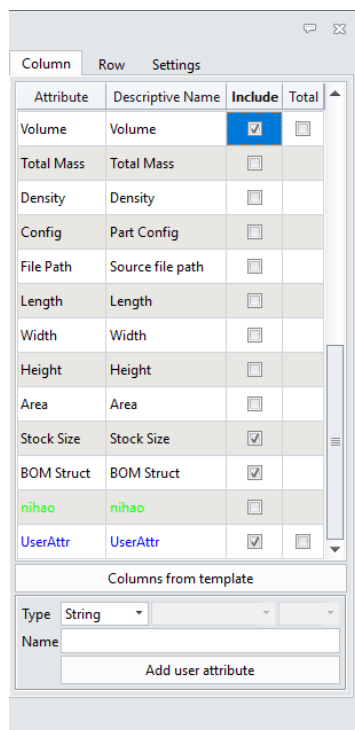 Column Row Settings
Attribute Descriptive Name Include Total
Volume Volume
Total Mass Total Mass
Density Density
Config Part Config
File Path Source file path
Length Length
Width Width
Height Height
Area Area
Stock Size Stock Size
BOM Struct BOM Struct
nihao nihao
UserAttr UserAttr
Columns from template
Type String
Name
Add user attribute